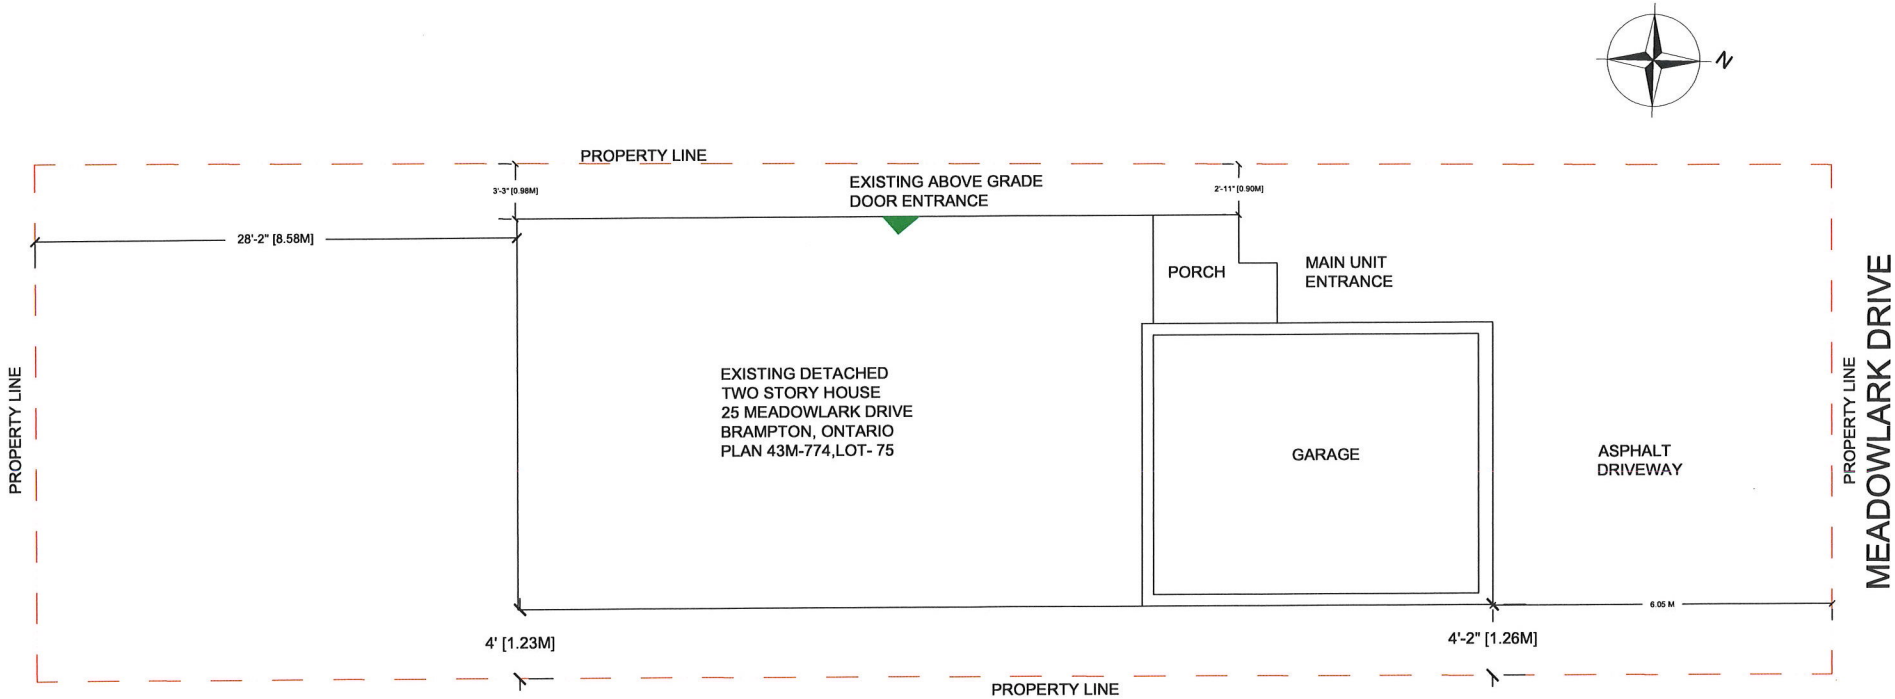 N
PROPERTY LINE
EXISTING ABOVE GRADE
DOOR ENTRANCE
3'-3" [0.98M]
2'-11" [0.90M]
28'-2" [8.58M]
PORCH
MAIN UNIT
ENTRANCE
EXISTING DETACHED
TWO STORY HOUSE
25 MEADOWLARK DRIVE
BRAMPTON, ONTARIO
PLAN 43M-774,LOT- 75
GARAGE
ASPHALT
DRIVEWAY
PROPERTY LINE
PROPERTY LINE
MEADOWLARK DRIVE
6.05 M
4' [1.23M]
4'-2" [1.26M]
PROPERTY LINE